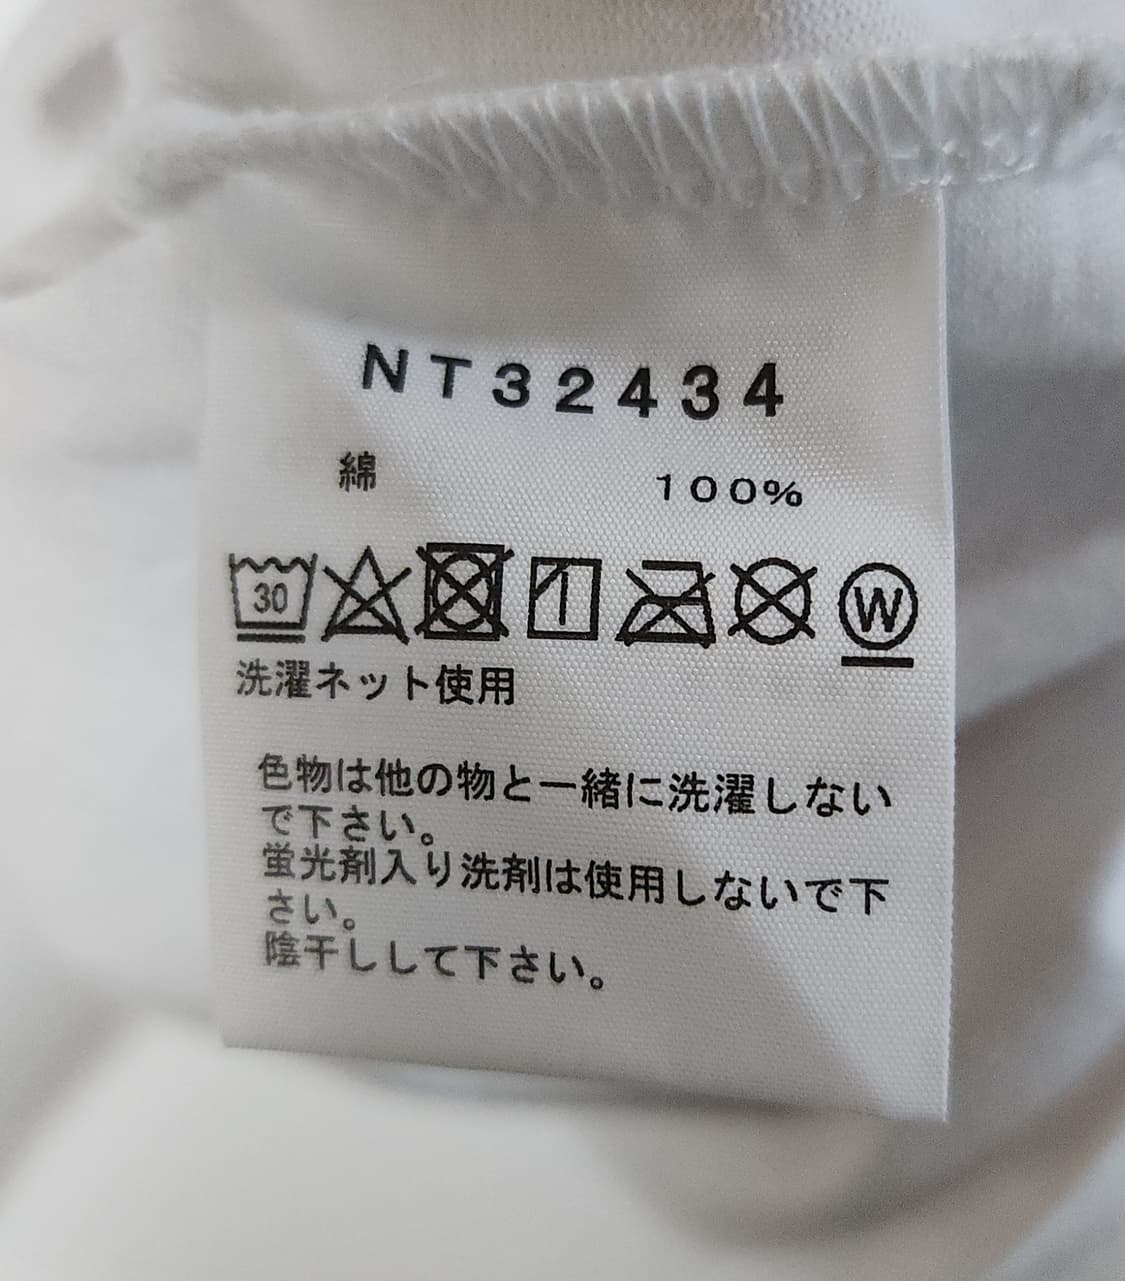 NT32434
綿 100%
30 W
洗濯ネット使用
色物は他の物と一緒に洗濯しない
で下さい。
蛍光剤入り洗剤は使用しないで下
さい。
陰干しして下さい。